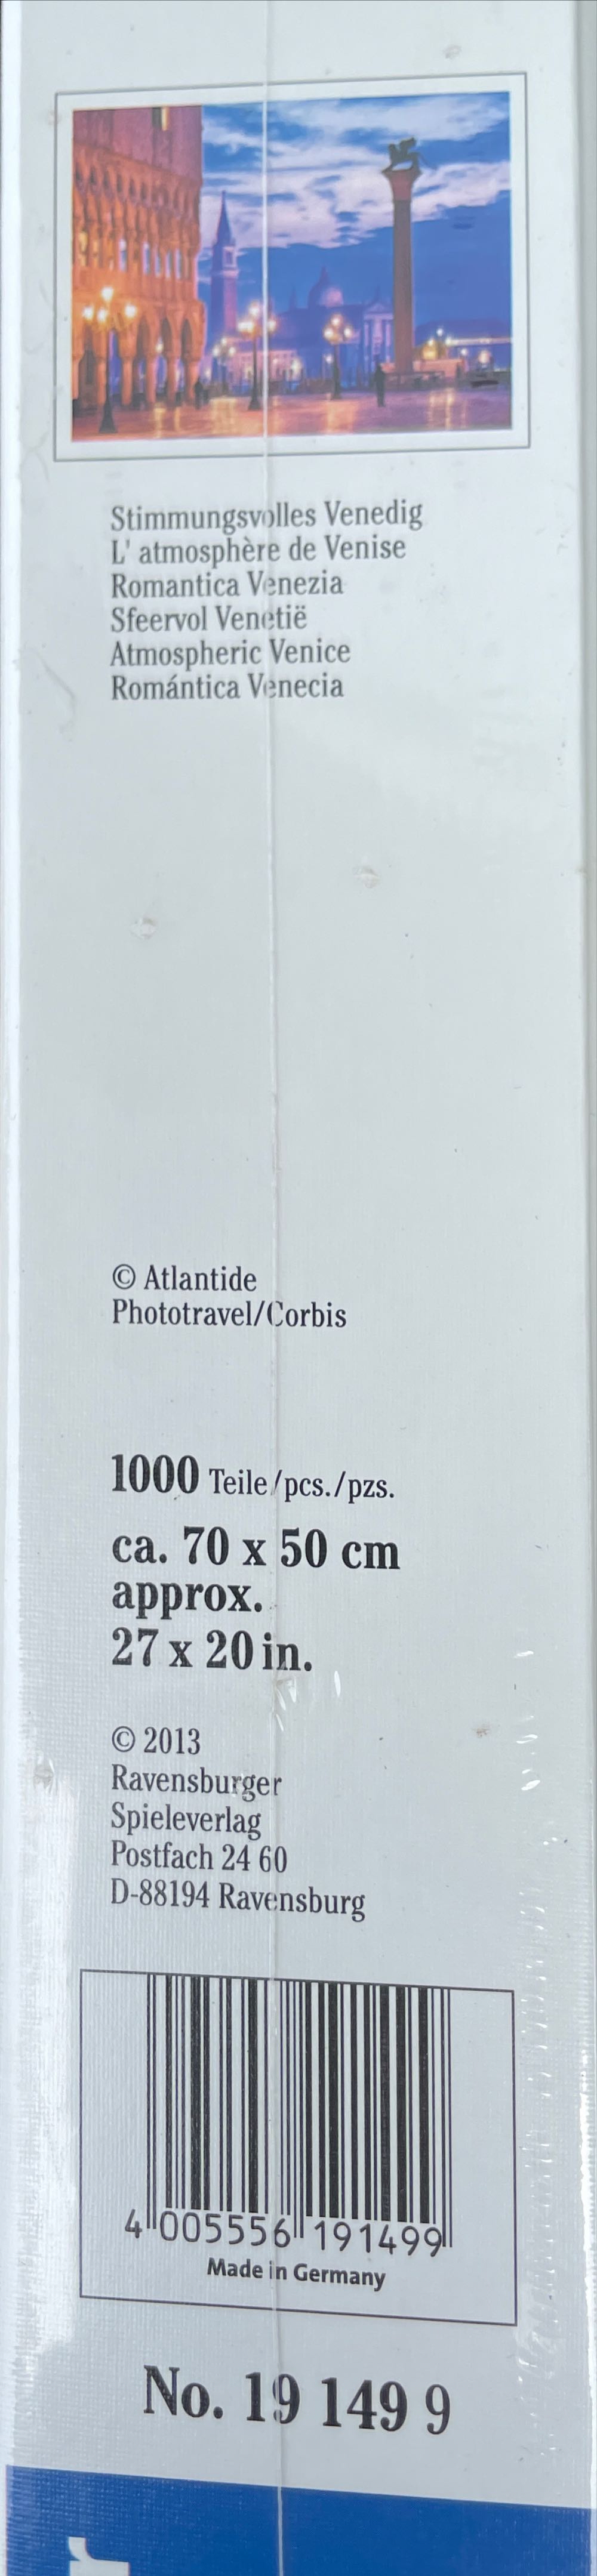 Stimmungsvolles Venedig
L' atmosphère de Venise
Romantica Venezia
Sfeervol Venetië
Atmospheric Venice
Romántica Venecia
© Atlantide
Phototravel/Corbis
1000 Teile/pcs./pzs.
ca. 70 x 50 cm
approx.
27 x 20 in.
© 2013
Ravensburger
Spieleverlag
Postfach 24 60
D-88194 Ravensburg
4 005556 191499
Made in Germany
No. 19 149 9